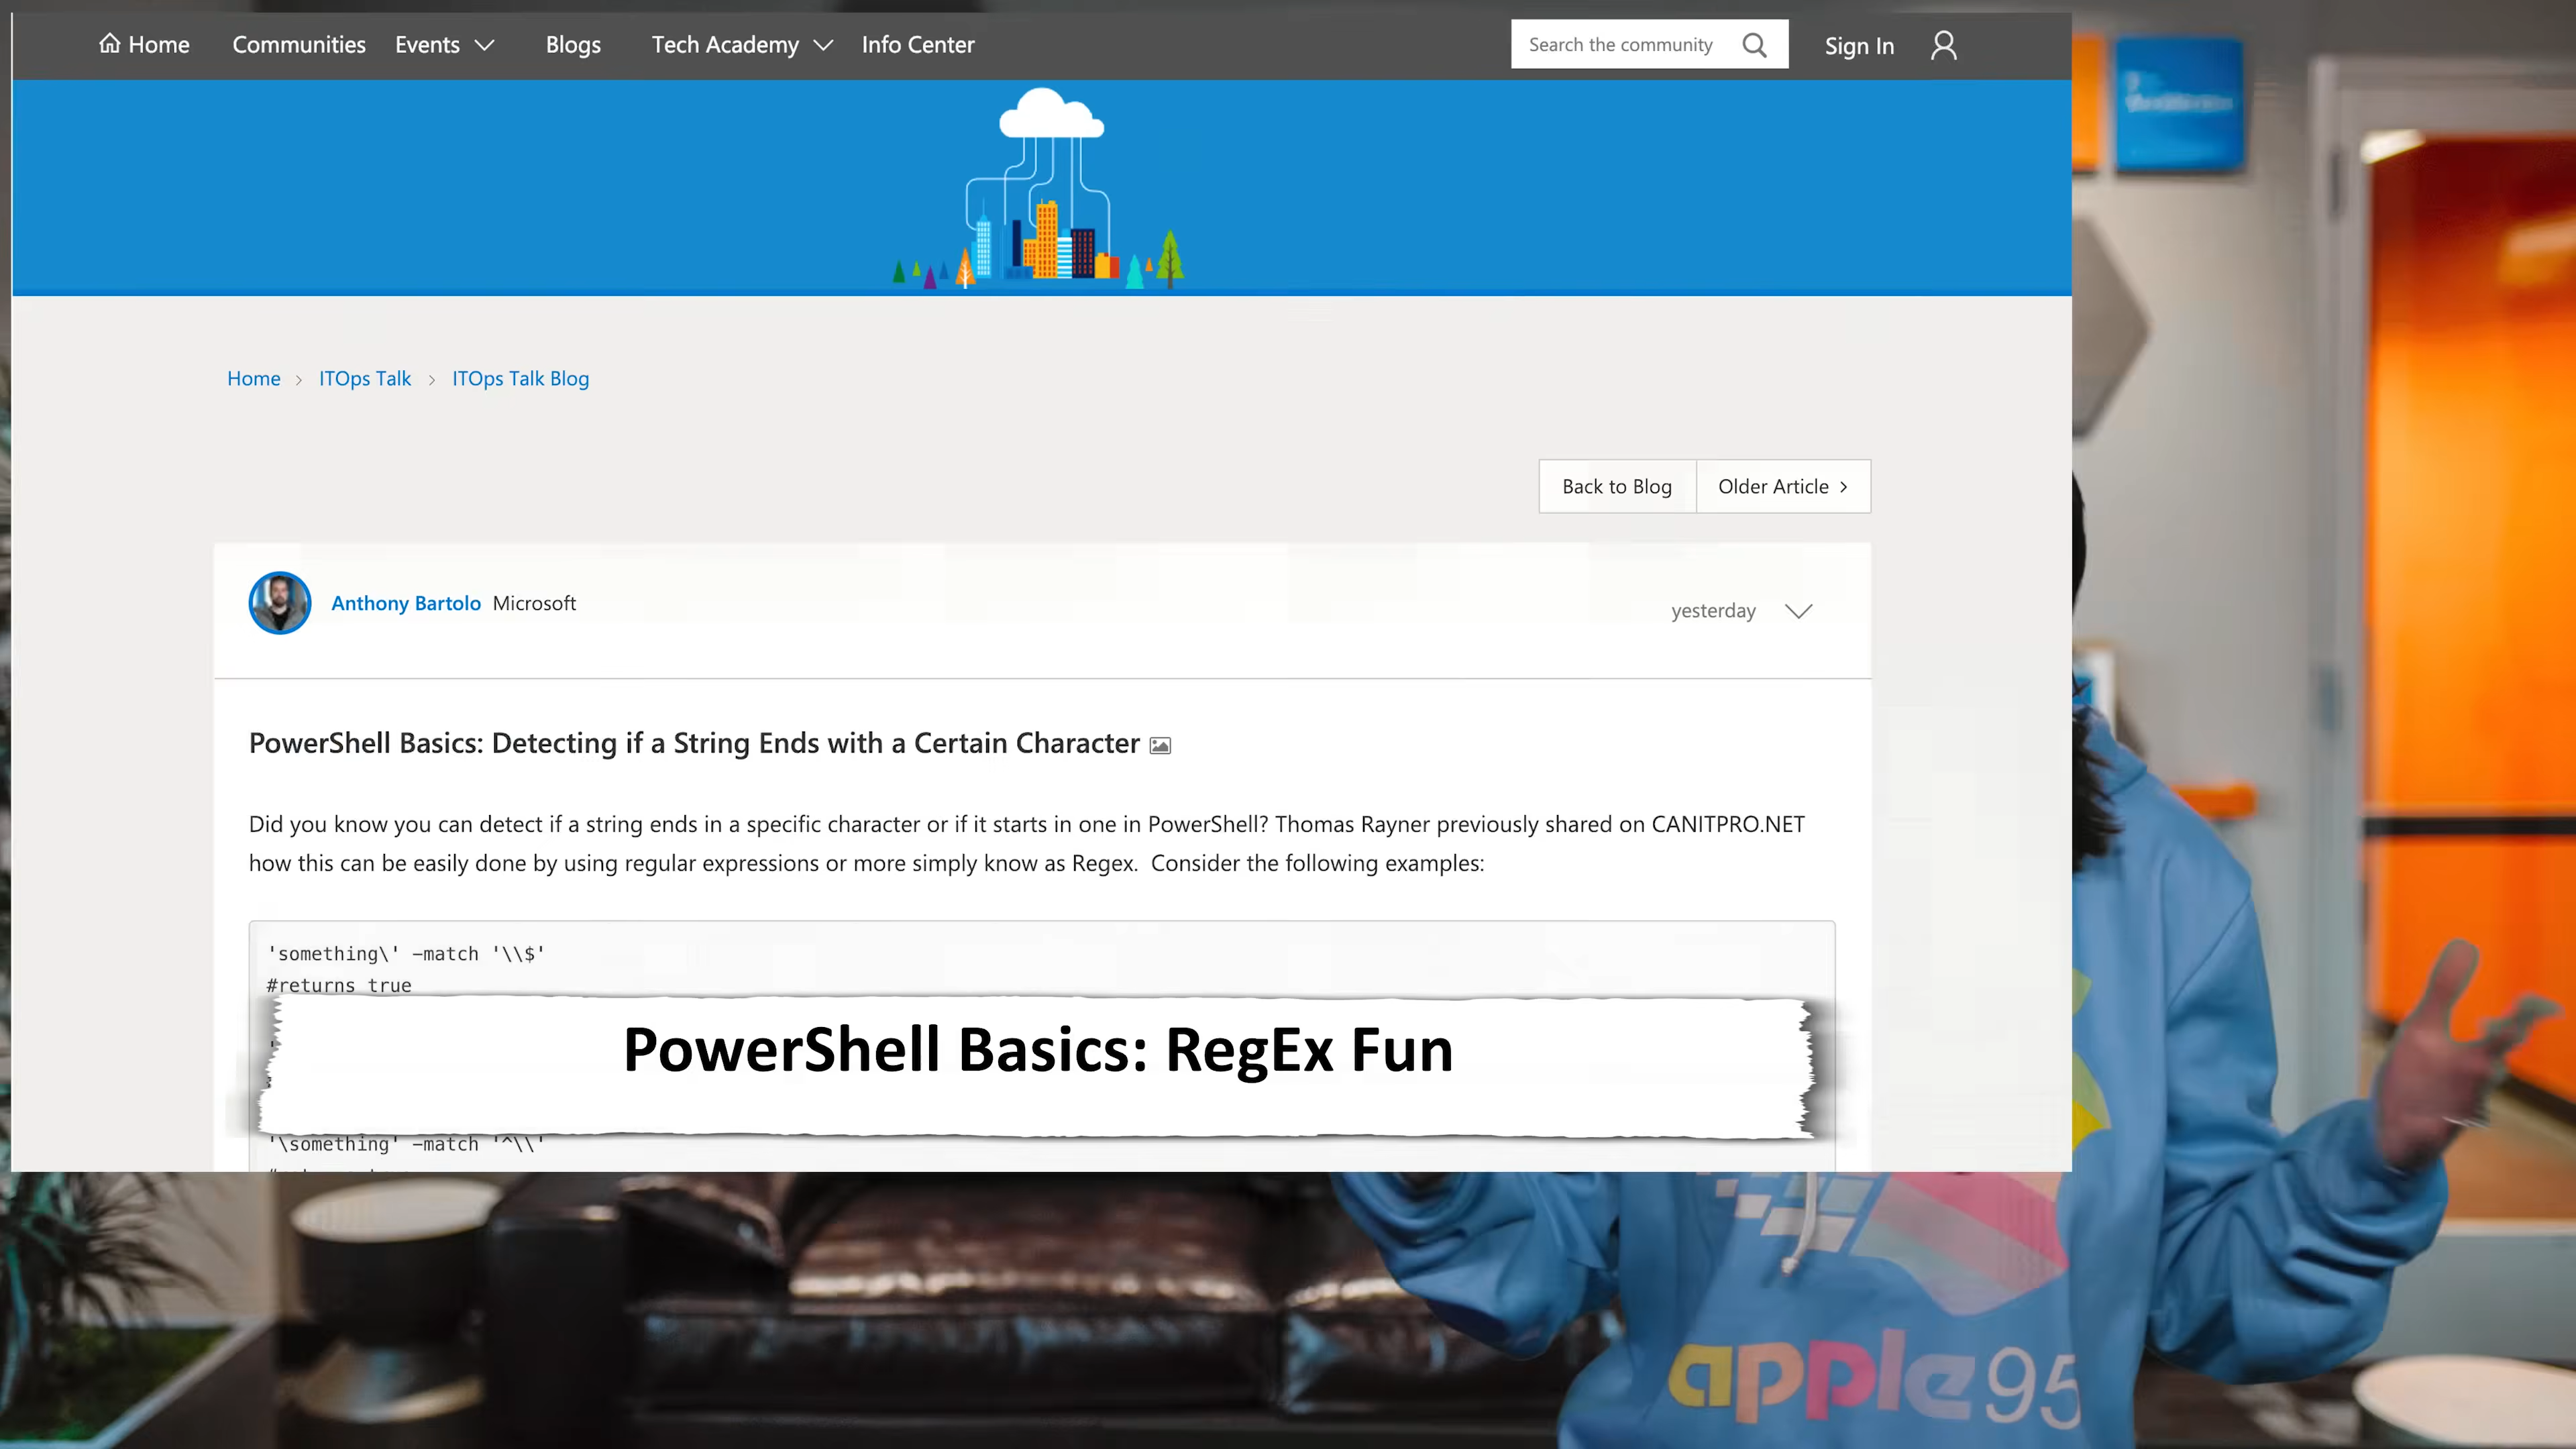 Home Communities Events Blogs Tech Academy Info Center Search the community Sign In
Home > ITOps Talk > ITOps Talk Blog
Back to Blog Older Article >
Anthony Bartolo Microsoft yesterday
PowerShell Basics: Detecting if a String Ends with a Certain Character
Did you know you can detect if a string ends in a specific character or if it starts in one in PowerShell? Thomas Rayner previously shared on CANITPRO.NET
how this can be easily done by using regular expressions or more simply know as Regex. Consider the following examples:
'something\' -match '\\$'
#returns true
PowerShell Basics: RegEx Fun
'\something' -match '^\\'
apple95